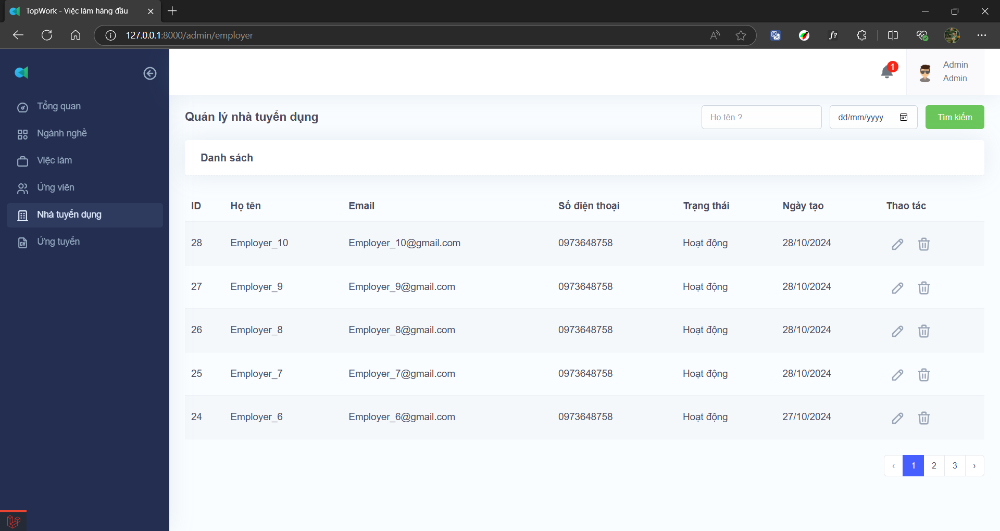 TopWork - Việc làm hàng đầu
127.0.0.1:8000/admin/employer
1
Admin
Admin
Tổng quan
Ngành nghề
Việc làm
Ứng viên
Nhà tuyển dụng
Ứng tuyển
Quản lý nhà tuyển dụng
Họ tên ?
dd/mm/yyyy
Tìm kiếm
Danh sách
ID Họ tên Email Số điện thoại Trạng thái Ngày tạo Thao tác
28 Employer_10 Employer_10@gmail.com 0973648758 Hoạt động 28/10/2024
27 Employer_9 Employer_9@gmail.com 0973648758 Hoạt động 28/10/2024
26 Employer_8 Employer_8@gmail.com 0973648758 Hoạt động 28/10/2024
25 Employer_7 Employer_7@gmail.com 0973648758 Hoạt động 28/10/2024
24 Employer_6 Employer_6@gmail.com 0973648758 Hoạt động 27/10/2024
‹ 1 2 3 ›